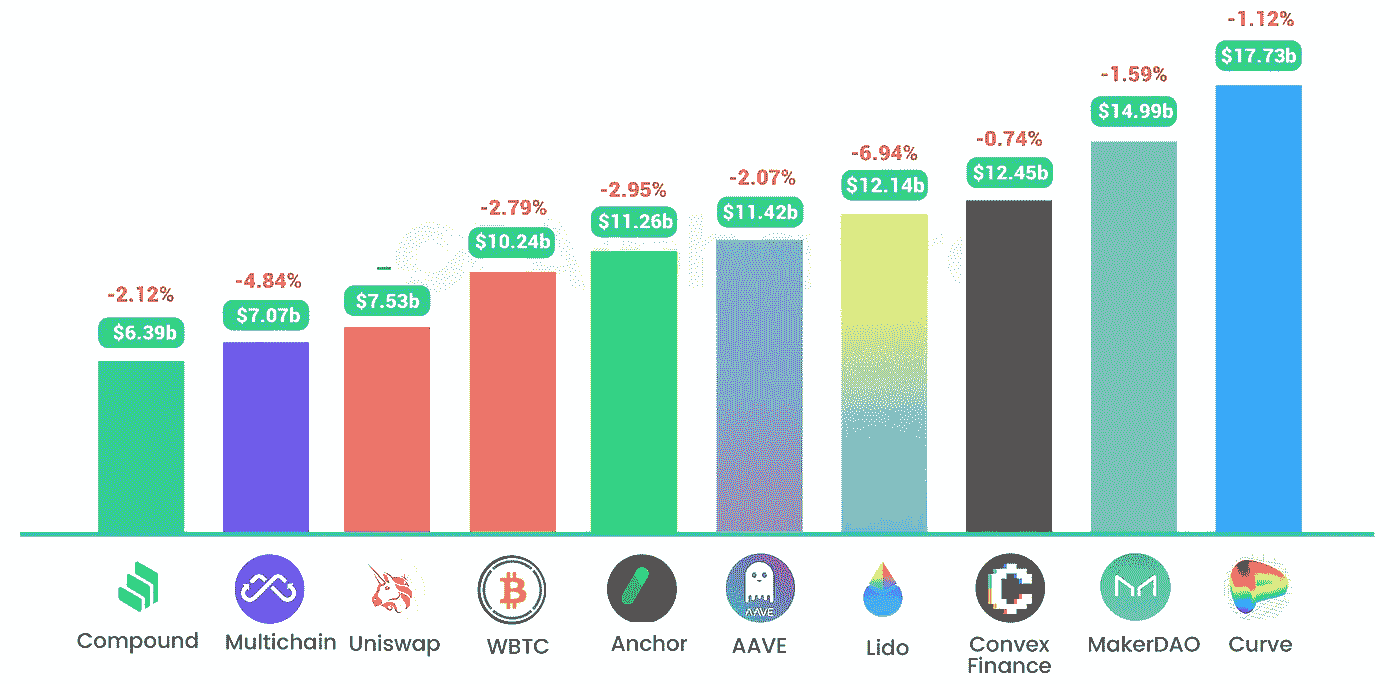 -1.12%
$17.73b
-1.59%
$14.99b
-0.74%
$12.45b
-6.94%
$12.14b
-2.07%
$11.42b
-2.95%
$11.26b
-2.79%
$10.24b
$7.53b
-4.84%
$7.07b
-2.12%
$6.39b
AAVE
Compound
Multichain
Uniswap
WBTC
Anchor
AAVE
Lido
Convex
Finance
MakerDAO
Curve